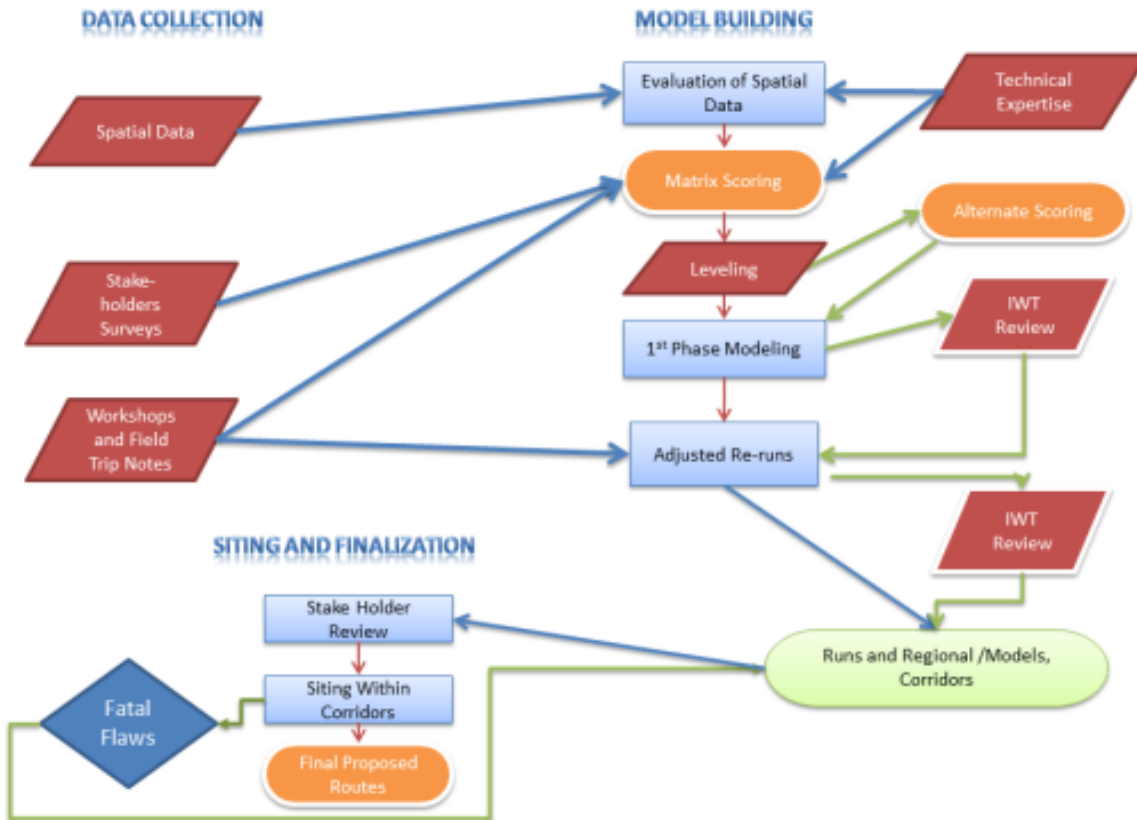 DATA COLLECTION
MODEL BUILDING
Evaluation of Spatial
Data
Technical
Expertise
Spatial Data
Matrix Scoring
Alternate Scoring
Leveling
Stake-
holders
Surveys
IWT
Review
1st Phase Modeling
Workshops
and Field
Trip Notes
Adjusted Re-runs
IWT
Review
SITING AND FINALIZATION
Stake Holder
Review
Runs and Regional /Models,
Corridors
Siting Within
Corridors
Fatal
Flaws
Final Proposed
Routes